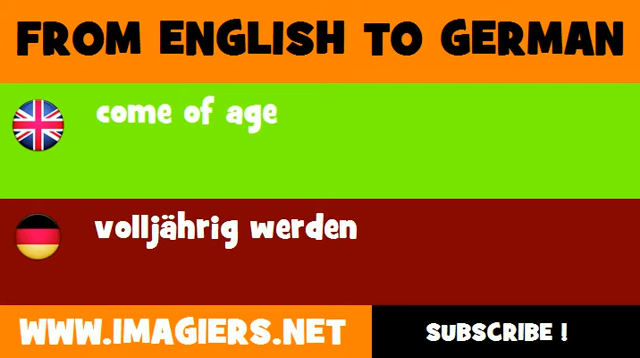 FROM ENGLISH TO GERMAN
come of age
volljährig werden
WWW.IMAGIERS.NET
SUBSCRIBE !